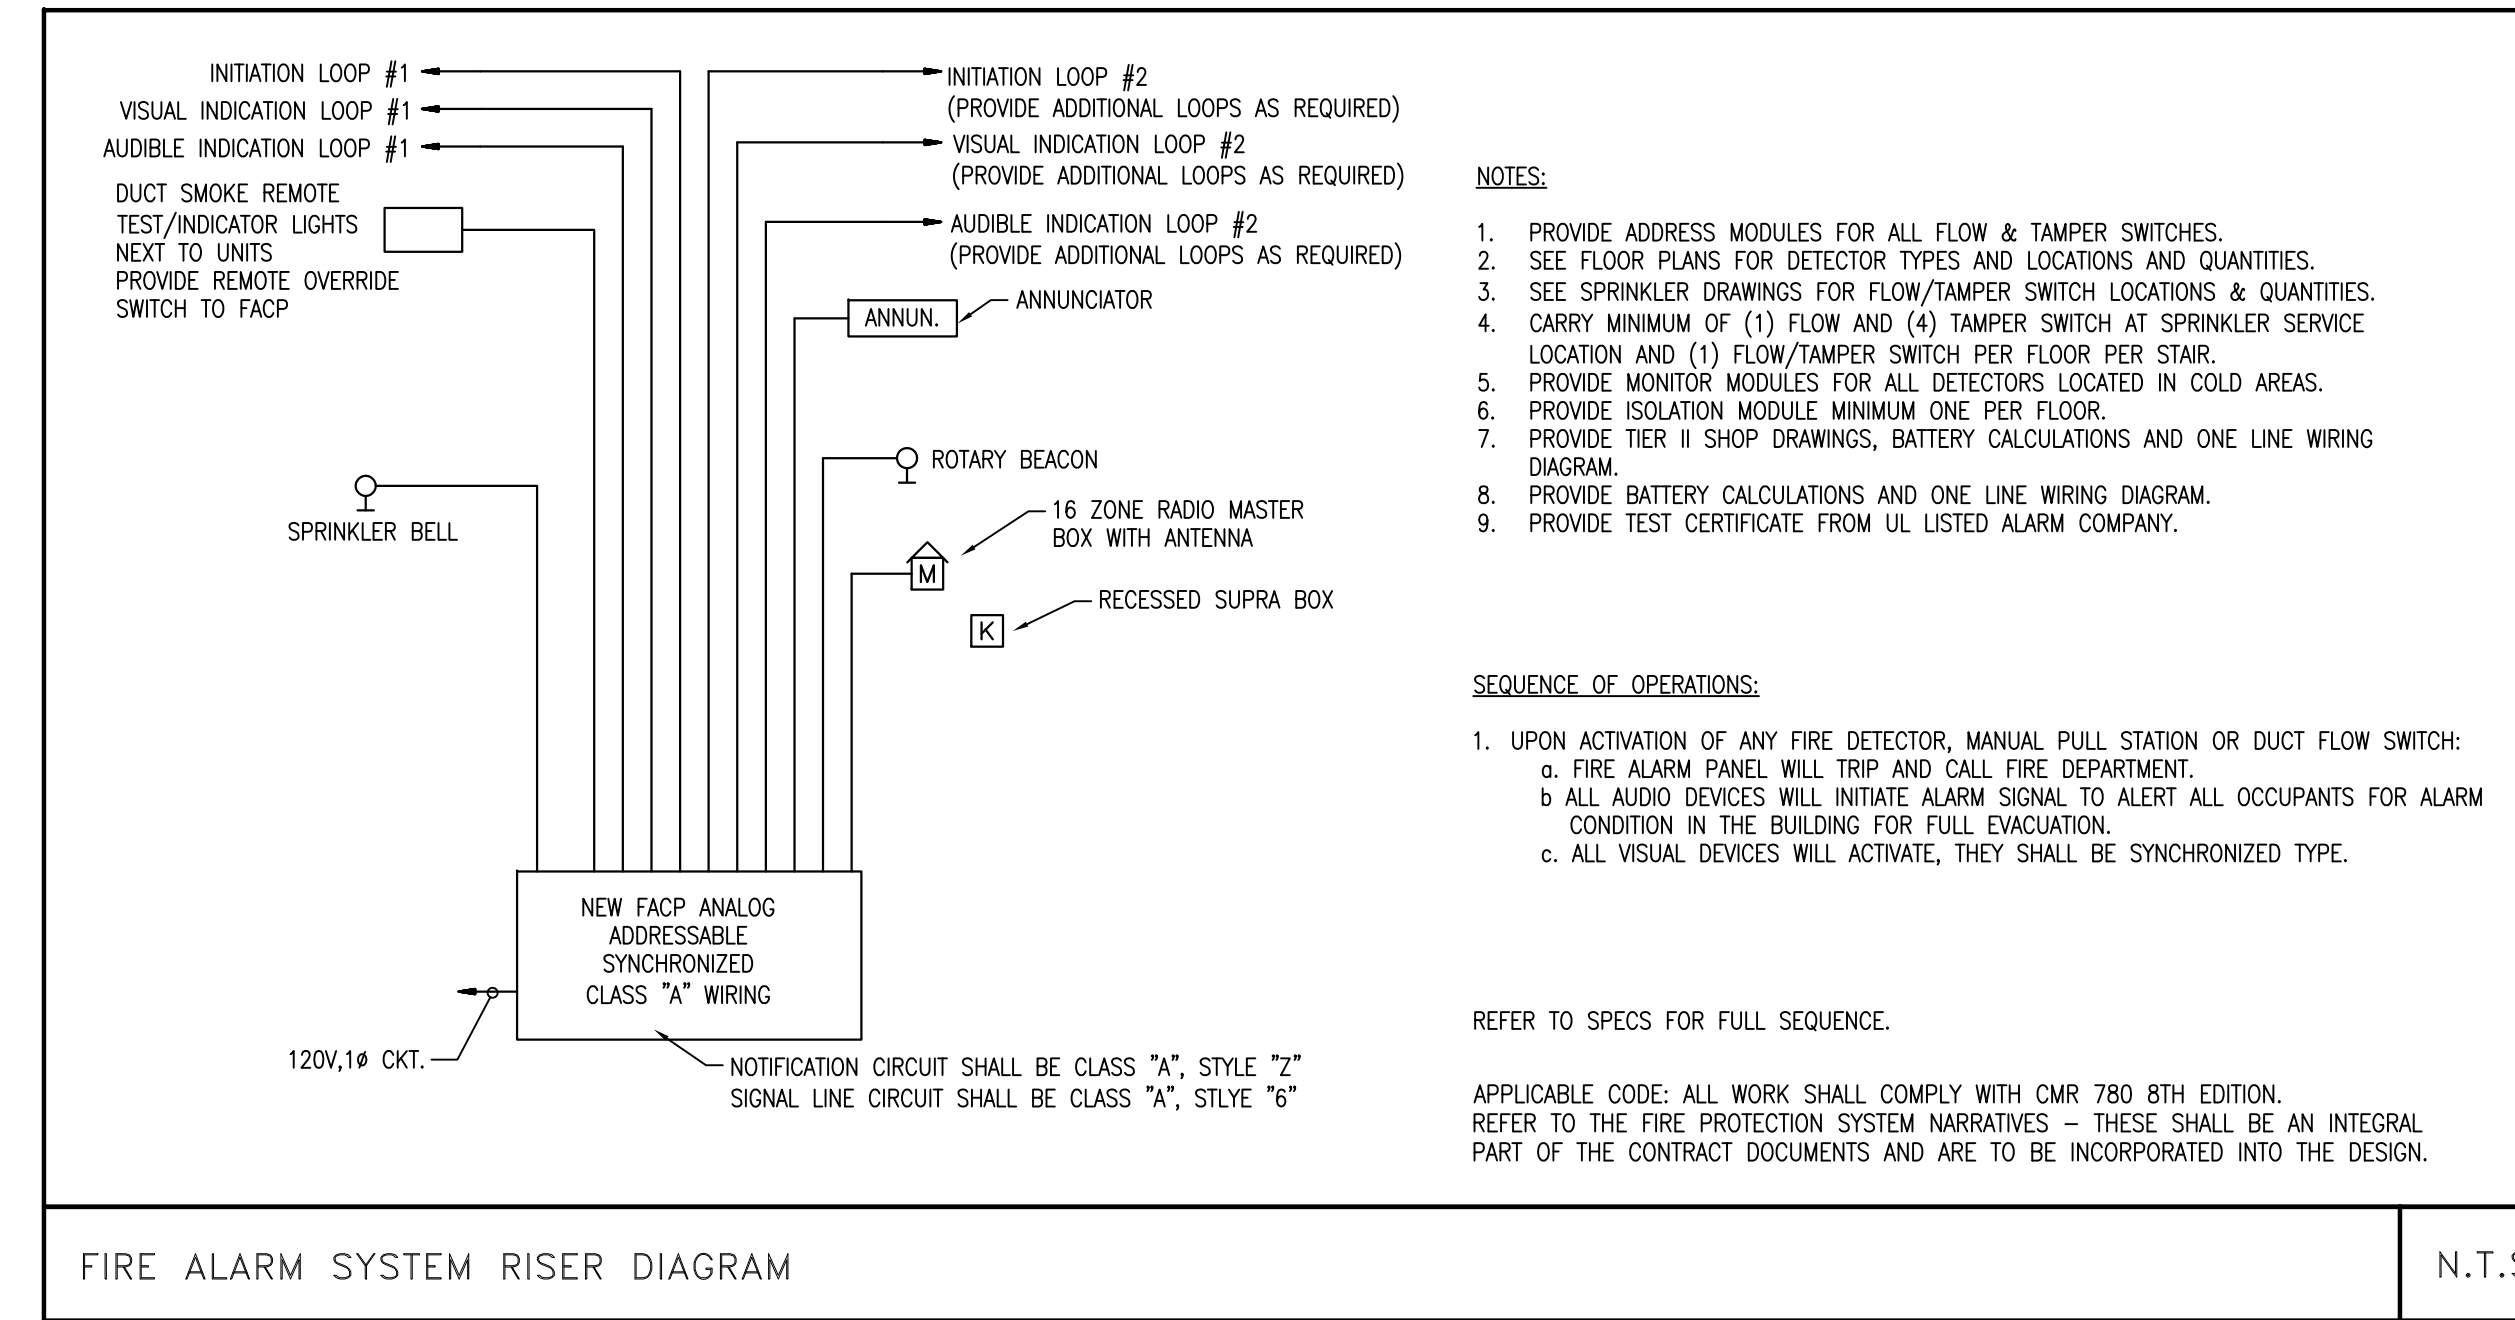 INITIATION LOOP #1
VISUAL INDICATION LOOP #1
AUDIBLE INDICATION LOOP #1
DUCT SMOKE REMOTE
TEST/INDICATOR LIGHTS
NEXT TO UNITS
PROVIDE REMOTE OVERRIDE
SWITCH TO FACP
INITIATION LOOP #2
(PROVIDE ADDITIONAL LOOPS AS REQUIRED)
VISUAL INDICATION LOOP #2
(PROVIDE ADDITIONAL LOOPS AS REQUIRED)
AUDIBLE INDICATION LOOP #2
(PROVIDE ADDITIONAL LOOPS AS REQUIRED)
ANNUN.
ANNUNCIATOR
ROTARY BEACON
SPRINKLER BELL
16 ZONE RADIO MASTER
BOX WITH ANTENNA
M
RECESSED SUPRA BOX
K
NEW FACP ANALOG
ADDRESSABLE
SYNCHRONIZED
CLASS "A" WIRING
120V,1ø CKT.
NOTIFICATION CIRCUIT SHALL BE CLASS "A", STYLE "Z"
SIGNAL LINE CIRCUIT SHALL BE CLASS "A", STLYE "6"
NOTES:
1. PROVIDE ADDRESS MODULES FOR ALL FLOW & TAMPER SWITCHES.
2. SEE FLOOR PLANS FOR DETECTOR TYPES AND LOCATIONS AND QUANTITIES.
3. SEE SPRINKLER DRAWINGS FOR FLOW/TAMPER SWITCH LOCATIONS & QUANTITIES.
4. CARRY MINIMUM OF (1) FLOW AND (4) TAMPER SWITCH AT SPRINKLER SERVICE
LOCATION AND (1) FLOW/TAMPER SWITCH PER FLOOR PER STAIR.
5. PROVIDE MONITOR MODULES FOR ALL DETECTORS LOCATED IN COLD AREAS.
6. PROVIDE ISOLATION MODULE MINIMUM ONE PER FLOOR.
7. PROVIDE TIER II SHOP DRAWINGS, BATTERY CALCULATIONS AND ONE LINE WIRING
DIAGRAM.
8. PROVIDE BATTERY CALCULATIONS AND ONE LINE WIRING DIAGRAM.
9. PROVIDE TEST CERTIFICATE FROM UL LISTED ALARM COMPANY.
SEQUENCE OF OPERATIONS:
1. UPON ACTIVATION OF ANY FIRE DETECTOR, MANUAL PULL STATION OR DUCT FLOW SWITCH:
a. FIRE ALARM PANEL WILL TRIP AND CALL FIRE DEPARTMENT.
b ALL AUDIO DEVICES WILL INITIATE ALARM SIGNAL TO ALERT ALL OCCUPANTS FOR ALARM
CONDITION IN THE BUILDING FOR FULL EVACUATION.
c. ALL VISUAL DEVICES WILL ACTIVATE, THEY SHALL BE SYNCHRONIZED TYPE.
REFER TO SPECS FOR FULL SEQUENCE.
APPLICABLE CODE: ALL WORK SHALL COMPLY WITH CMR 780 8TH EDITION.
REFER TO THE FIRE PROTECTION SYSTEM NARRATIVES – THESE SHALL BE AN INTEGRAL
PART OF THE CONTRACT DOCUMENTS AND ARE TO BE INCORPORATED INTO THE DESIGN.
FIRE ALARM SYSTEM RISER DIAGRAM
N.T.S